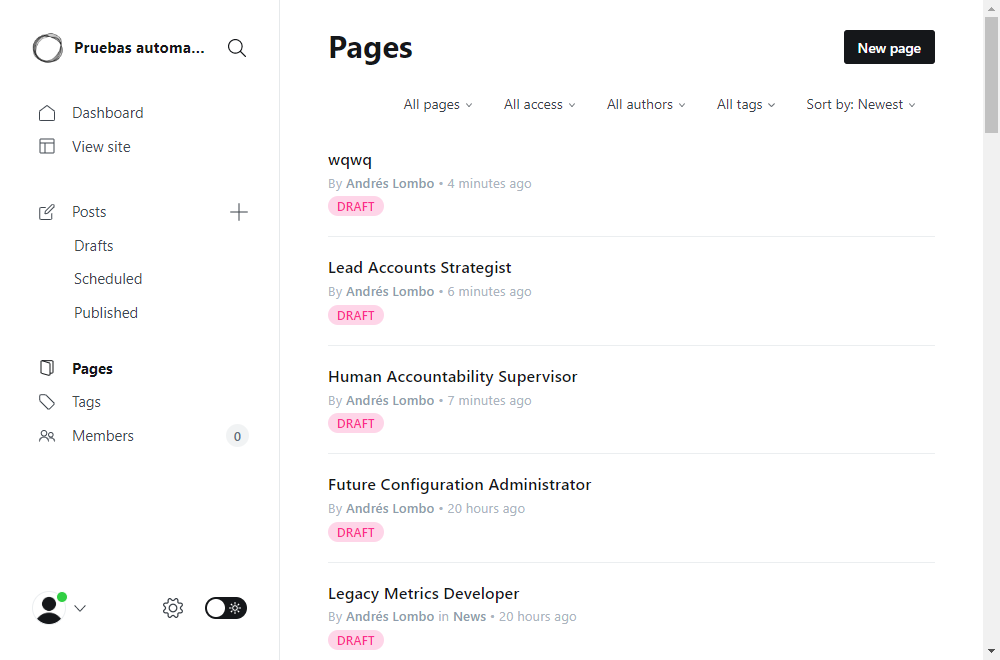 Pruebas automa...
Dashboard
View site
Posts
Drafts
Scheduled
Published
Pages
Tags
Members
0
Pages
New page
All pages
All access
All authors
All tags
Sort by: Newest
wqwq
By Andrés Lombo • 4 minutes ago
DRAFT
Lead Accounts Strategist
By Andrés Lombo • 6 minutes ago
DRAFT
Human Accountability Supervisor
By Andrés Lombo • 7 minutes ago
DRAFT
Future Configuration Administrator
By Andrés Lombo • 20 hours ago
DRAFT
Legacy Metrics Developer
By Andrés Lombo in News • 20 hours ago
DRAFT